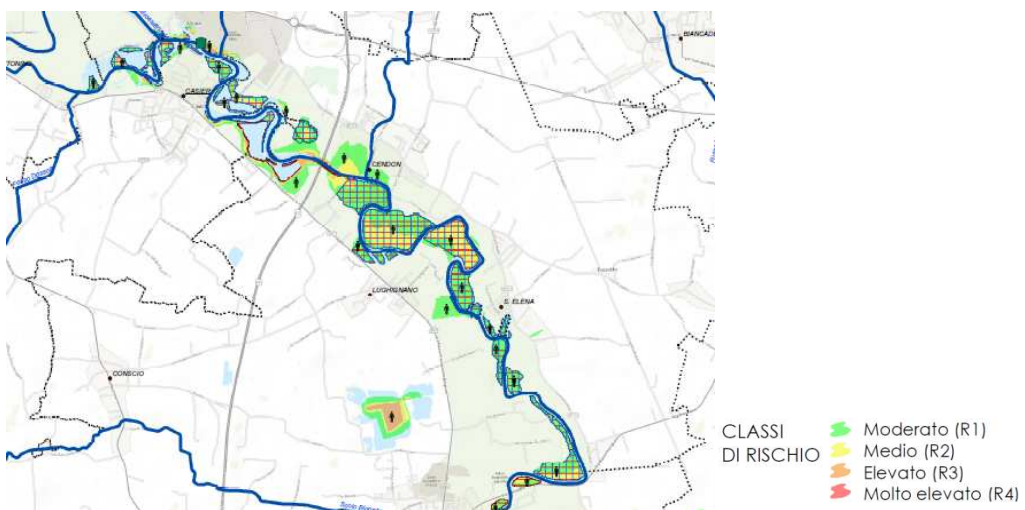 BIANCADE
CASIER
CENDON
LUGHIGNANO
S. ELENA
CONSCIO
CLASSI
DI RISCHIO
Moderato (R1)
Medio (R2)
Elevato (R3)
Molto elevato (R4)